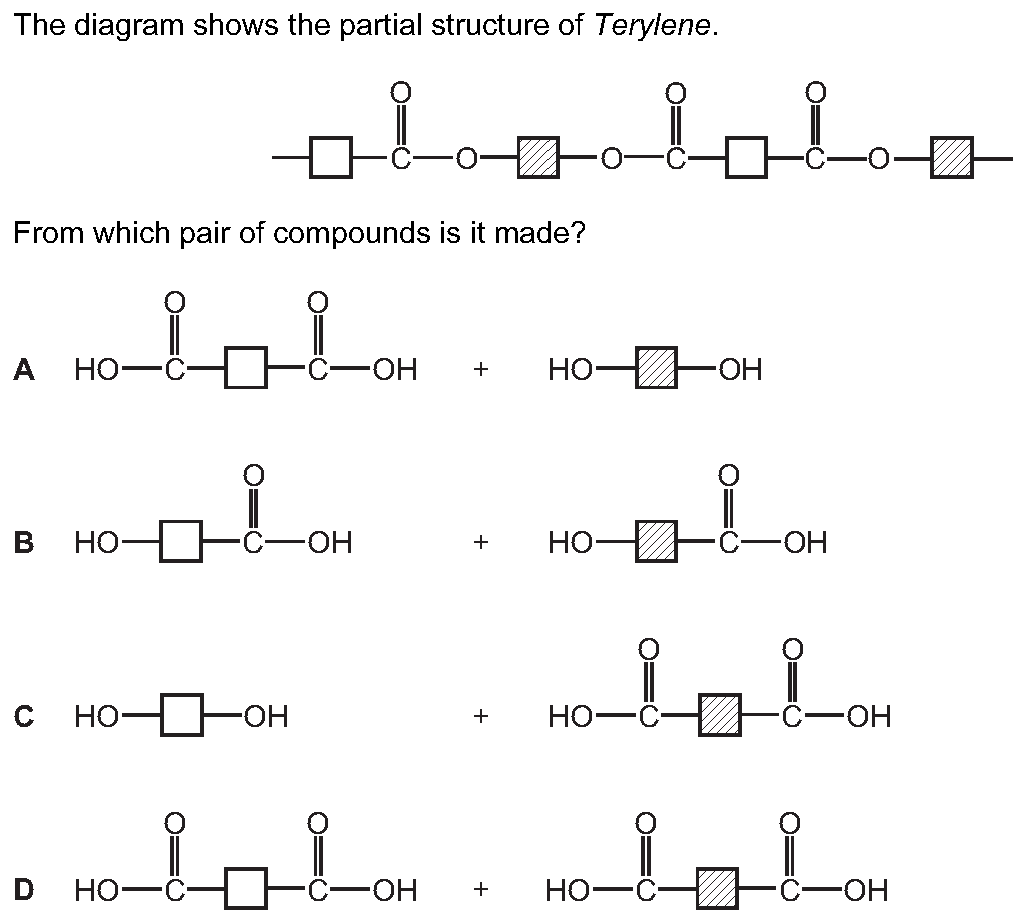 The diagram shows the partial structure of Terylene.
O O O
C O O C C O
From which pair of compounds is it made?
O O
A HO C C OH + HO OH
O O
B HO C OH + HO C OH
O O
C HO OH + HO C C OH
O O O O
D HO C C OH + HO C C OH